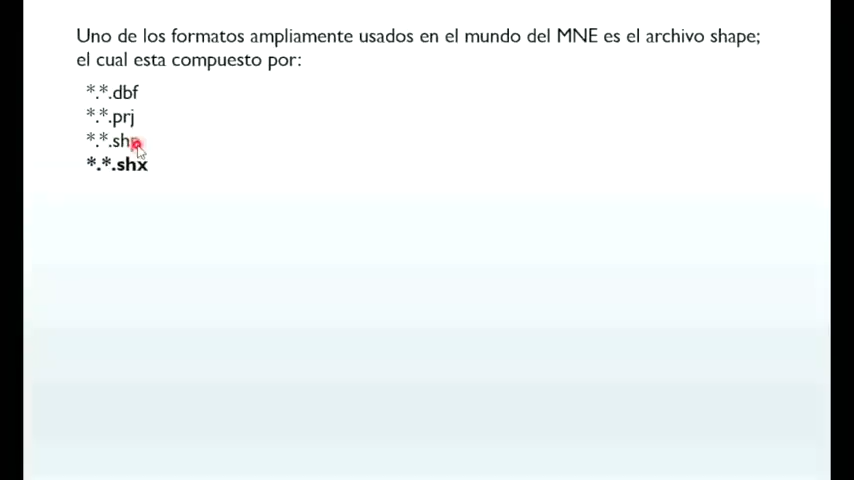 Uno de los formatos ampliamente usados en el mundo del MNE es el archivo shape;
el cual esta compuesto por:
*.*.dbf
*.*.prj
*.*.shp
*.*.shx